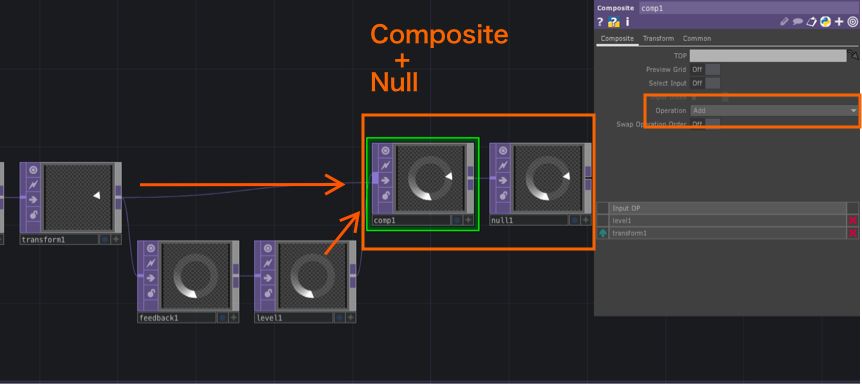 Composite
+
Null
transform1
feedback1
level1
comp1
null1
Composite comp1
? i
Composite Transform Common
TOP
Preview Grid Off
Select Input Off
Operation Add
Swap Operation Order Off
Input OP
level1
transform1